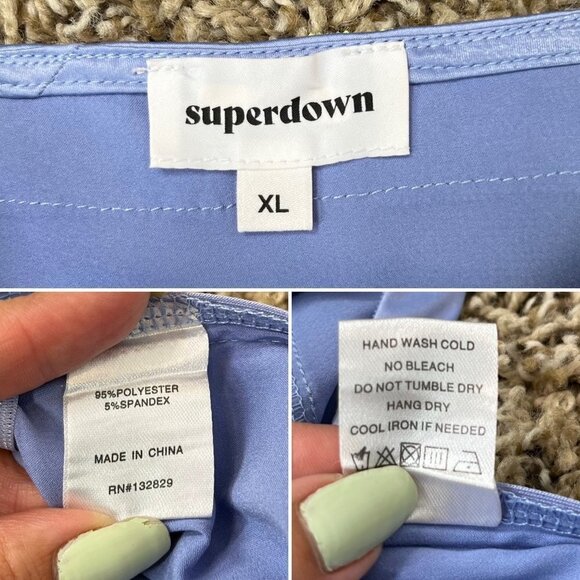 superdown
XL
95%POLYESTER
5%SPANDEX
MADE IN CHINA
RN#132829
HAND WASH COLD
NO BLEACH
DO NOT TUMBLE DRY
HANG DRY
COOL IRON IF NEEDED